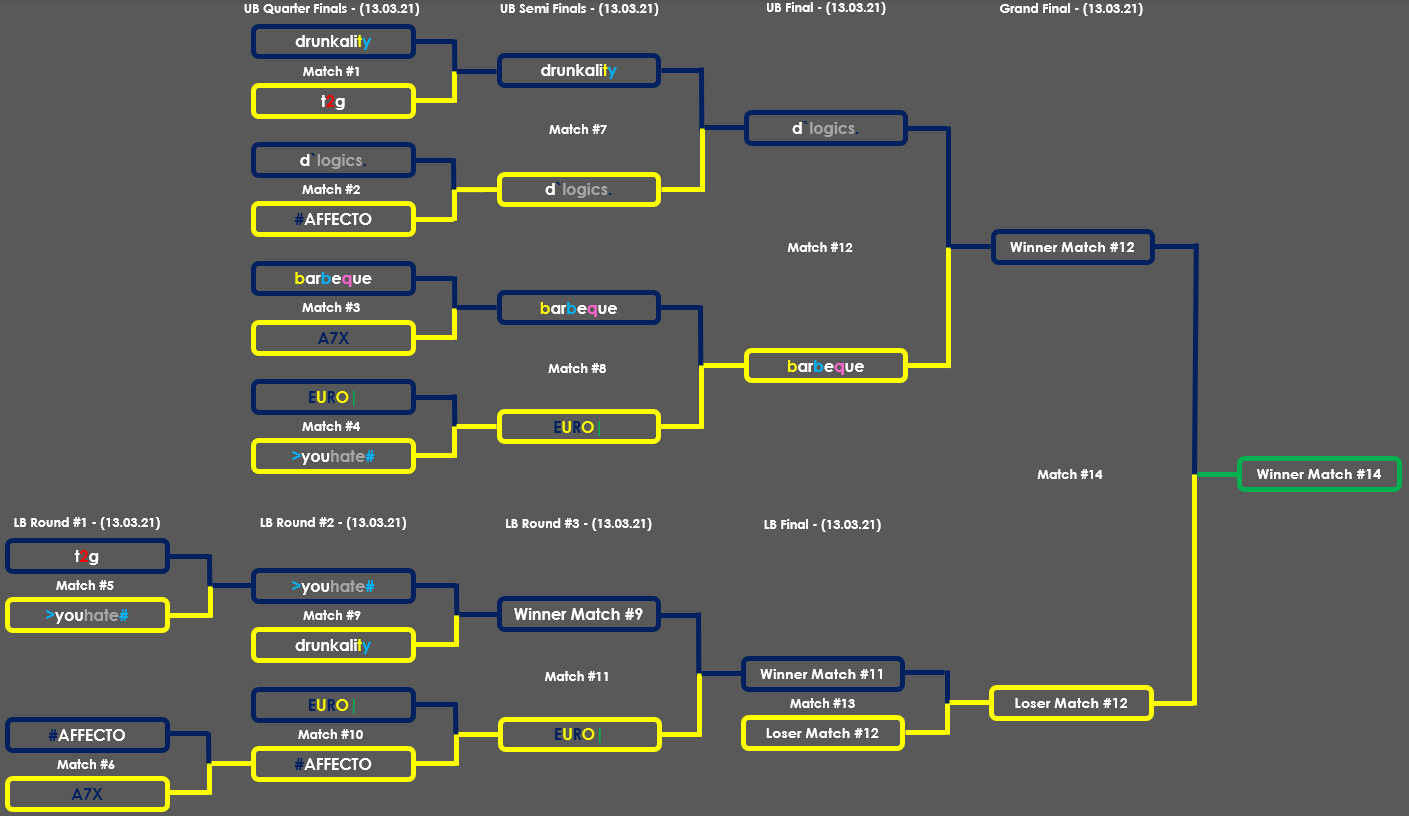 UB Quarter Finals - (13.03.21)
UB Semi Finals - (13.03.21)
UB Final - (13.03.21)
Grand Final - (13.03.21)
drunkality
Match #1
t2g
drunkality
Match #7
d`logics.
Match #2
#AFFECTO
d`logics.
d`logics.
Match #12
barbeque
Match #3
A7X
barbeque
Match #8
EURO|
Match #4
>youhate#
EURO|
barbeque
Winner Match #12
Match #14
Winner Match #14
LB Round #1 - (13.03.21)
LB Round #2 - (13.03.21)
LB Round #3 - (13.03.21)
LB Final - (13.03.21)
t2g
Match #5
>youhate#
>youhate#
Match #9
drunkality
Winner Match #9
Match #11
#AFFECTO
Match #6
A7X
EURO|
Match #10
#AFFECTO
EURO|
Winner Match #11
Match #13
Loser Match #12
Loser Match #12